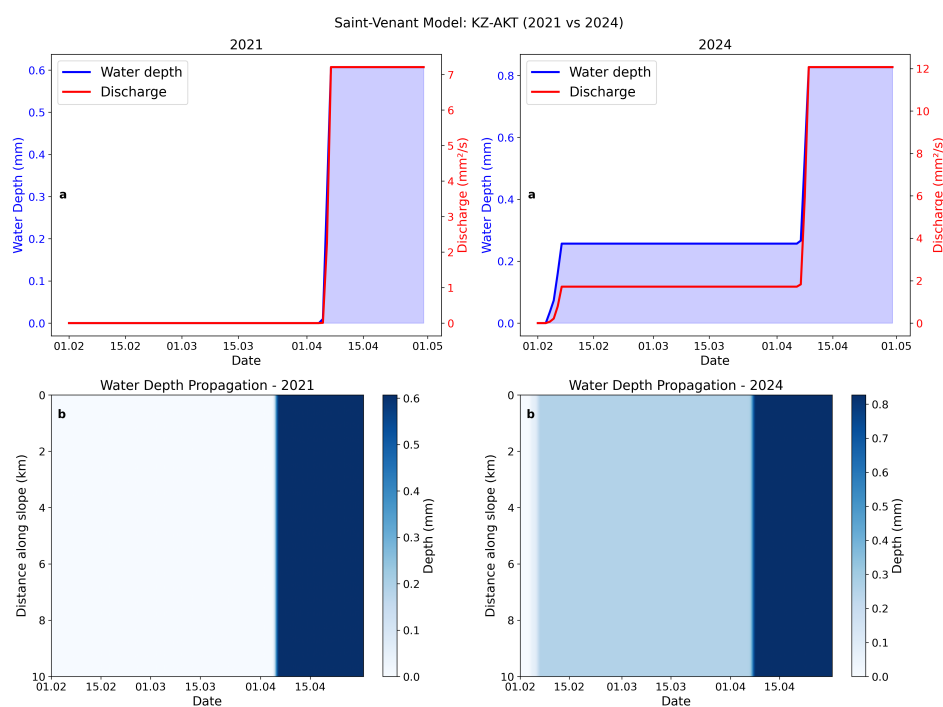 Saint-Venant Model: KZ-AKT (2021 vs 2024)
2021
Water depth
Discharge
a
Water Depth (mm)
0.6
0.5
0.4
0.3
0.2
0.1
0.0
7
6
5
4
3
2
1
0
Discharge (mm²/s)
01.02 15.02 01.03 15.03 01.04 15.04 01.05
Date
2024
Water depth
Discharge
a
Water Depth (mm)
0.8
0.6
0.4
0.2
0.0
12
10
8
6
4
2
0
Discharge (mm²/s)
01.02 15.02 01.03 15.03 01.04 15.04 01.05
Date
Water Depth Propagation - 2021
b
Distance along slope (km)
0
2
4
6
8
10
01.02 15.02 01.03 15.03 01.04 15.04
Date
0.6
0.5
0.4
0.3
0.2
0.1
0.0
Depth (mm)
Water Depth Propagation - 2024
b
Distance along slope (km)
0
2
4
6
8
10
01.02 15.02 01.03 15.03 01.04 15.04
Date
0.8
0.7
0.6
0.5
0.4
0.3
0.2
0.1
0.0
Depth (mm)